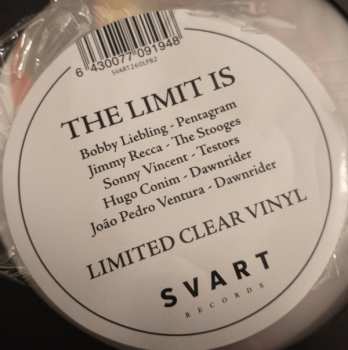 6 430077 091948
SVART260LPB2
THE LIMIT IS
Bobby Liebling - Pentagram
Jimmy Recca - The Stooges
Sonny Vincent - Testors
Hugo Conim - Dawnrider
João Pedro Ventura - Dawnrider
LIMITED CLEAR VINYL
SVART
RECORDS